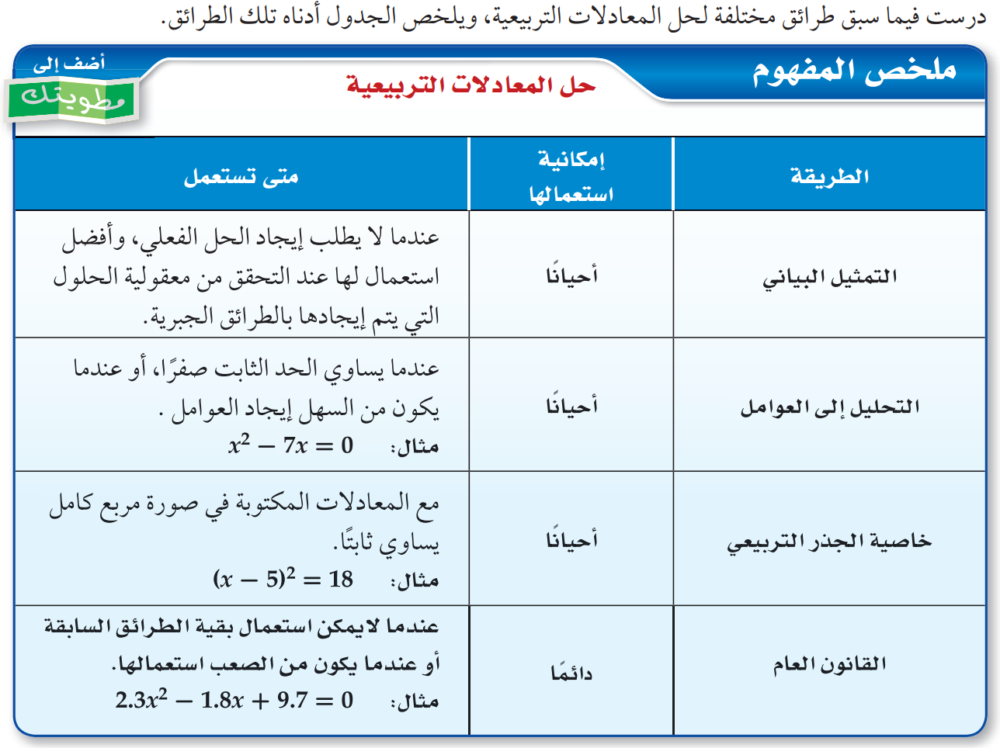 درست فيما سبق طرائق مختلفة لحل المعادلات التربيعية، ويلخص الجدول أدناه تلك الطرائق.
ملخص المفهوم
حل المعادلات التربيعية
أضف إلى
مطويتك
الطريقة
إمكانية
استعمالها
متى تستعمل
التمثيل البياني
أحيانًا
عندما لا يطلب إيجاد الحل الفعلي، وأفضل
استعمال لها عند التحقق من معقولية الحلول
التي يتم إيجادها بالطرائق الجبرية.
التحليل إلى العوامل
أحيانًا
عندما يساوي الحد الثابت صفرًا، أو عندما
يكون من السهل إيجاد العوامل .
مثال: x² − 7x = 0
خاصية الجذر التربيعي
أحيانًا
مع المعادلات المكتوبة في صورة مربع كامل
يساوي ثابتًا.
مثال: (x − 5)² = 18
القانون العام
دائمًا
عندما لايمكن استعمال بقية الطرائق السابقة
أو عندما يكون من الصعب استعمالها.
مثال: 2.3x² − 1.8x + 9.7 = 0